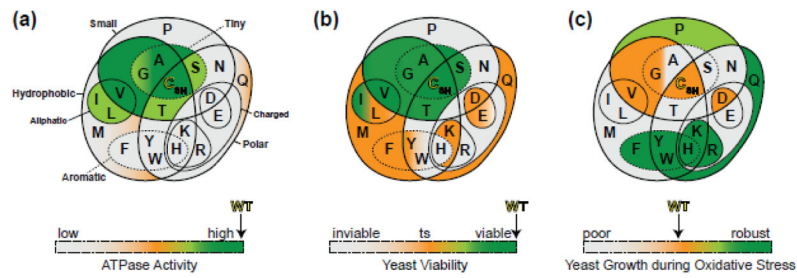 (a)
Small
Tiny
P
A
G
S
N
C SH
Q
Hydrophobic
I
V
D
L
T
E
Charged
Aliphatic
M
K
F
Y
H
R
W
Polar
Aromatic
WT
low
high
ATPase Activity
(b)
P
A
G
S
N
C SH
Q
I
V
D
L
T
E
M
K
F
Y
H
R
W
WT
inviable
ts
viable
Yeast Viability
(c)
P
A
G
S
N
C SH
Q
I
V
D
L
T
E
M
K
F
Y
H
R
W
WT
poor
robust
Yeast Growth during Oxidative Stress